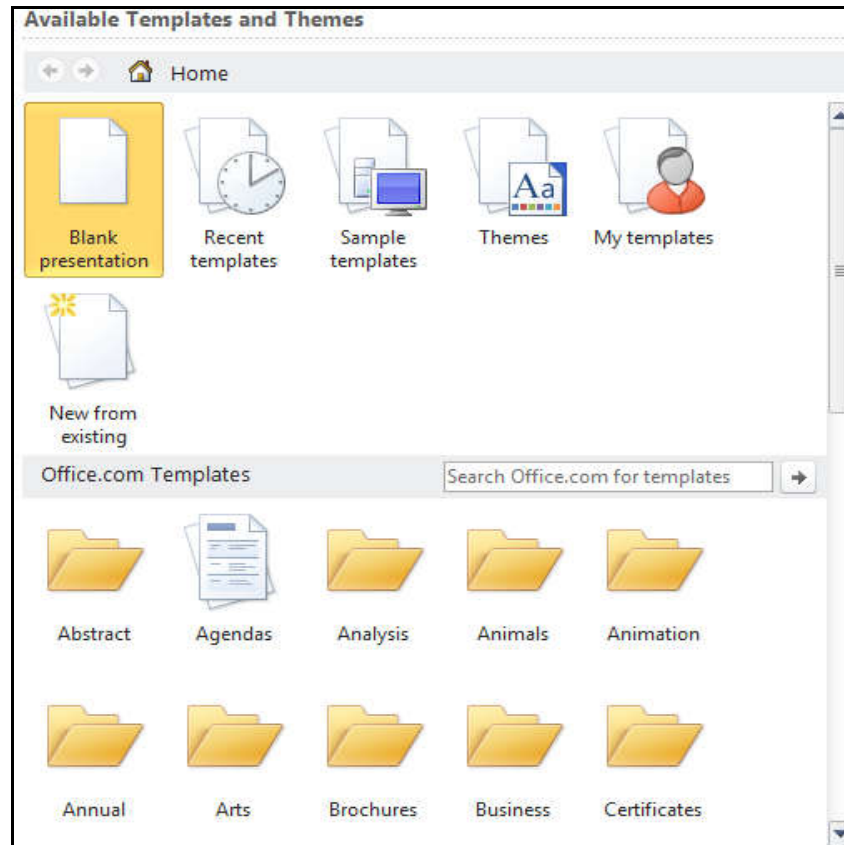 Available Templates and Themes
Home
Blank presentation
Recent templates
Sample templates
Themes
My templates
Aa
New from existing
Office.com Templates
Search Office.com for templates
Abstract
Agendas
Analysis
Animals
Animation
Annual
Arts
Brochures
Business
Certificates